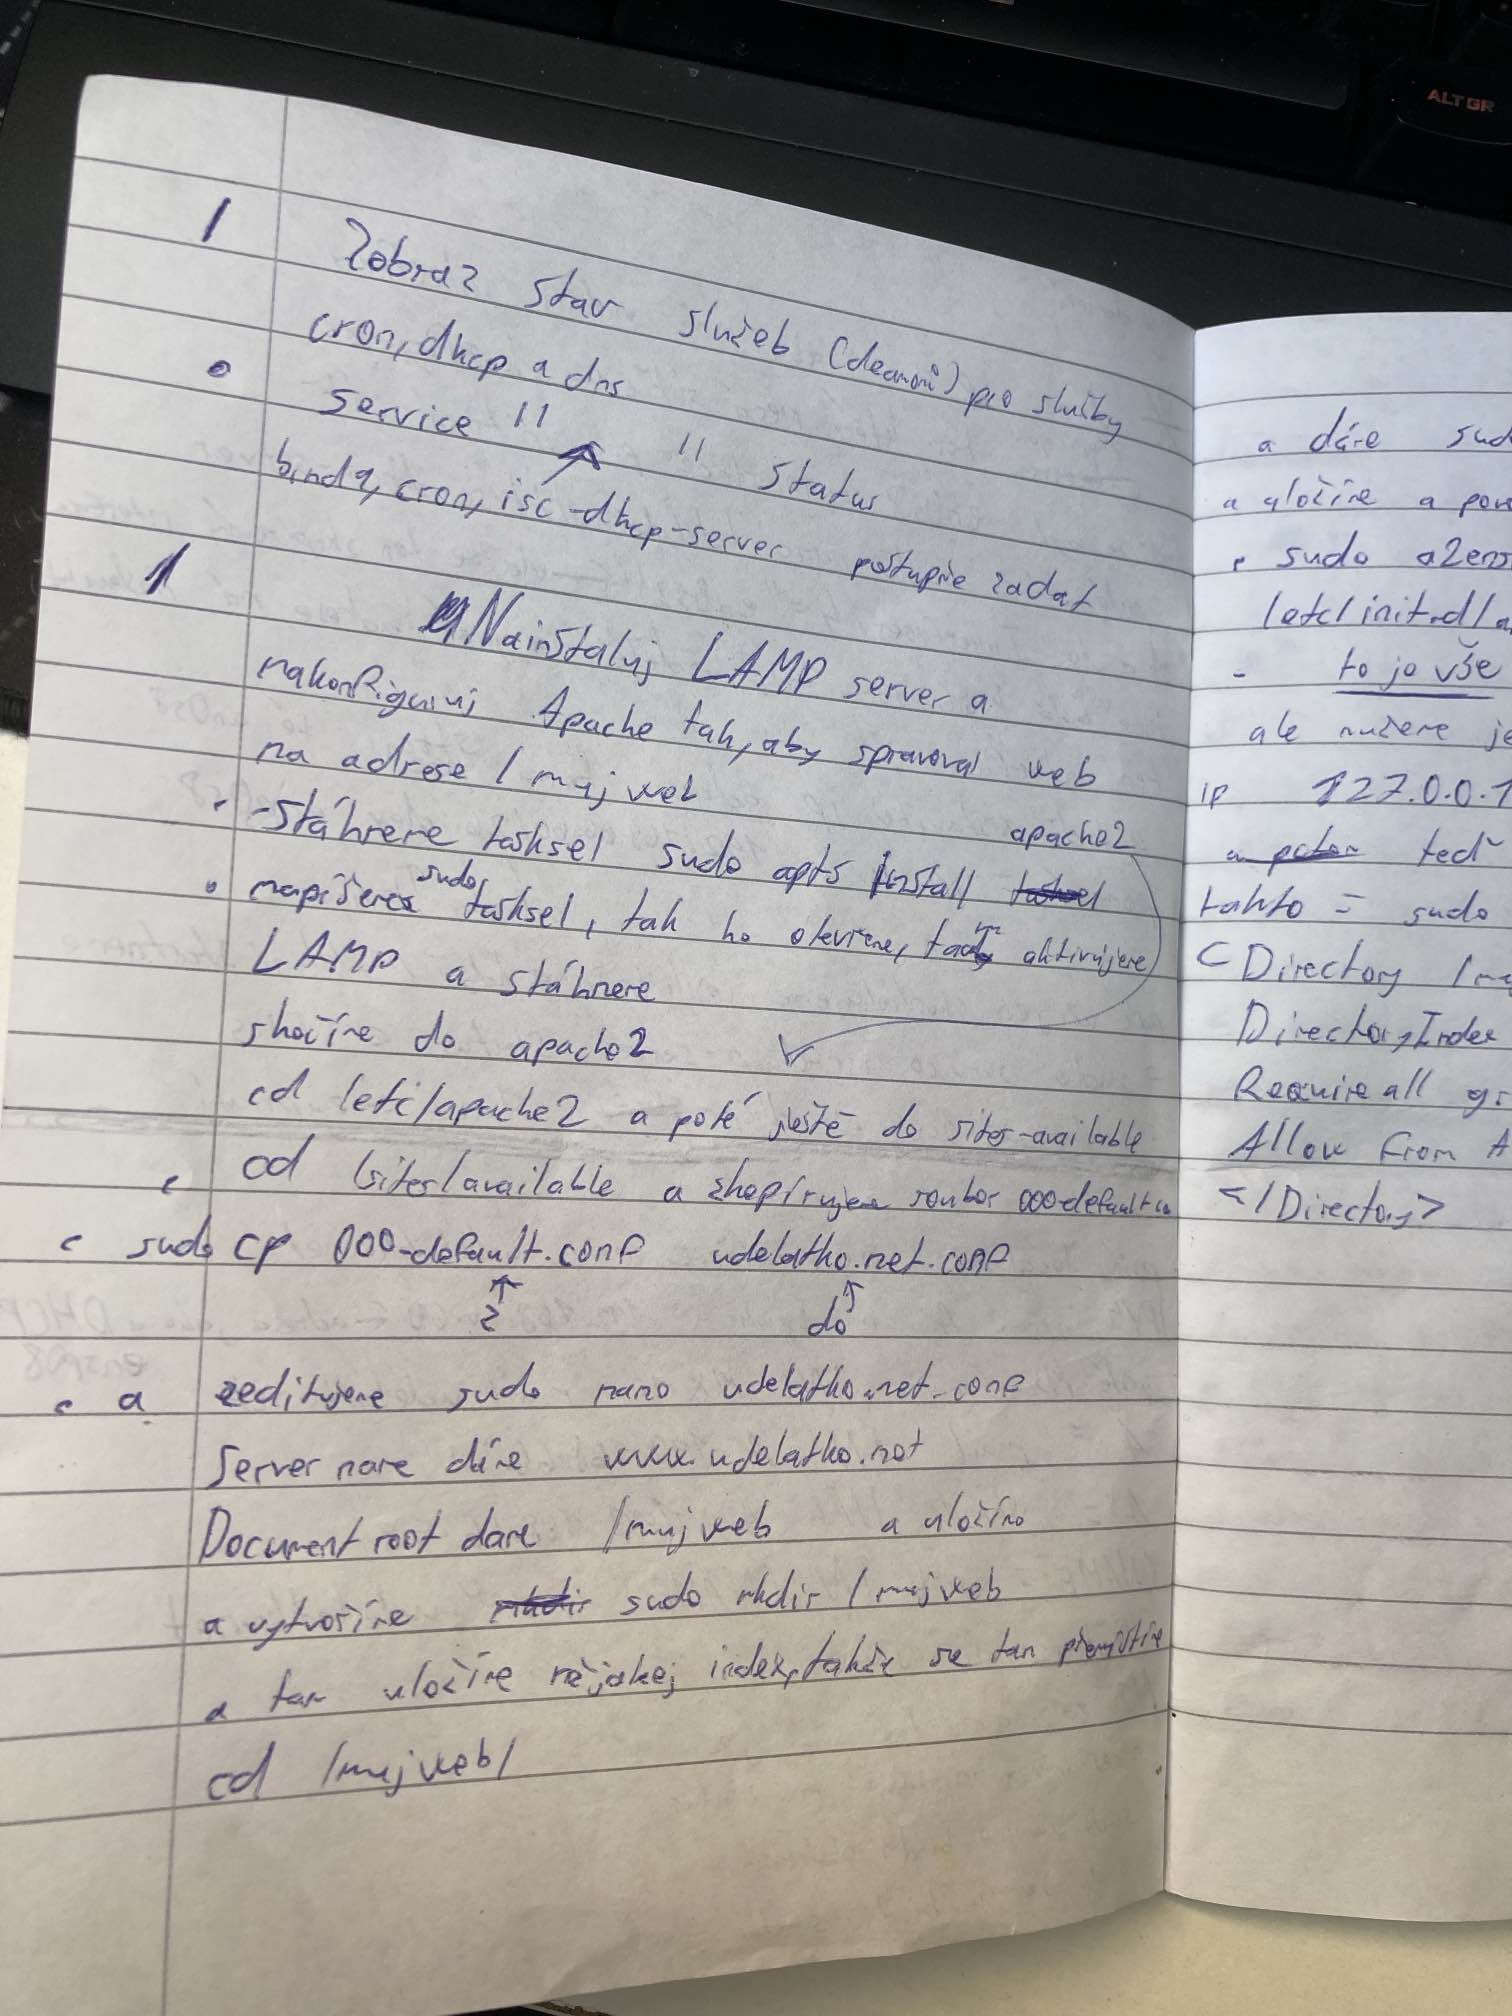 1 Zobraz stav služeb (deamonů) pro služby
cron, dhcp a dns
service " " status
bind9, cron, isc-dhcp-server postupně zadat
1 Nainstaluj LAMP server a
nakonfiguruj Apache tak, aby spravoval web
na adrese /mujweb
apache2
- stáhneme tasksel sudo apts install
sudo
napíšeme tasksel, tak ho otevřeme, tam aktivujeme
LAMP a stáhneme
skočíme do apache2
cd /etc/apache2 a poté ještě do sites-available
cd /sites/available a zkopírujeme soubor 000-default.co
sudo cp 000-default.conf udelatko.net.conf
z do
a zeditujeme sudo nano udelatko.net.conf
Server name dáme www.udelatko.net
Document root dame /mujweb a uložíme
a vytvoříme sudo mkdir /mujweb
a tam uložíme nějakej index, takže se tam přemístíme
cd /mujweb/
a dáme sud
a uložíme a pov
sudo a2ens
/etc/init.d/a
- to je vše
ale můžeme je
ip 127.0.0.1
teď
takto = sudo
< Directory /mu
DirectoryIndex
Require all gr
Allow From A
</Directory>
ALT GR